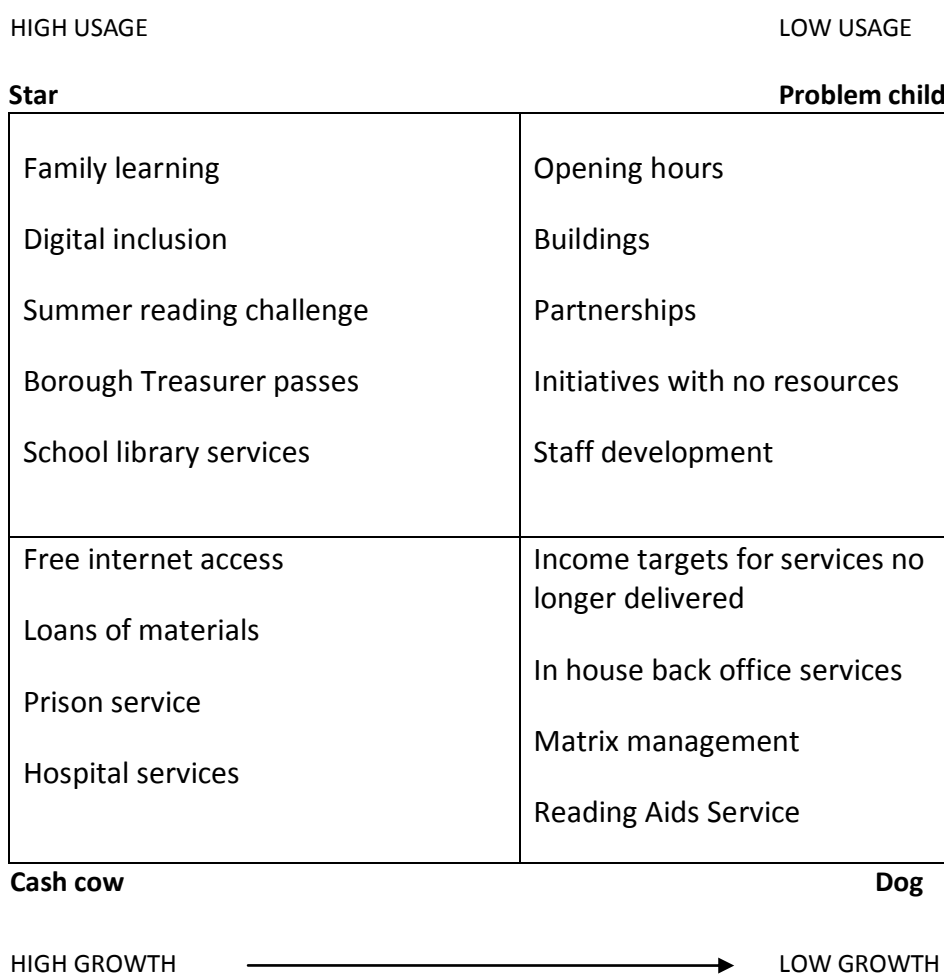 HIGH USAGE
LOW USAGE
Star
Problem child
Family learning
Digital inclusion
Summer reading challenge
Borough Treasurer passes
School library services
Opening hours
Buildings
Partnerships
Initiatives with no resources
Staff development
Free internet access
Loans of materials
Prison service
Hospital services
Income targets for services no
longer delivered
In house back office services
Matrix management
Reading Aids Service
Cash cow
Dog
HIGH GROWTH
LOW GROWTH